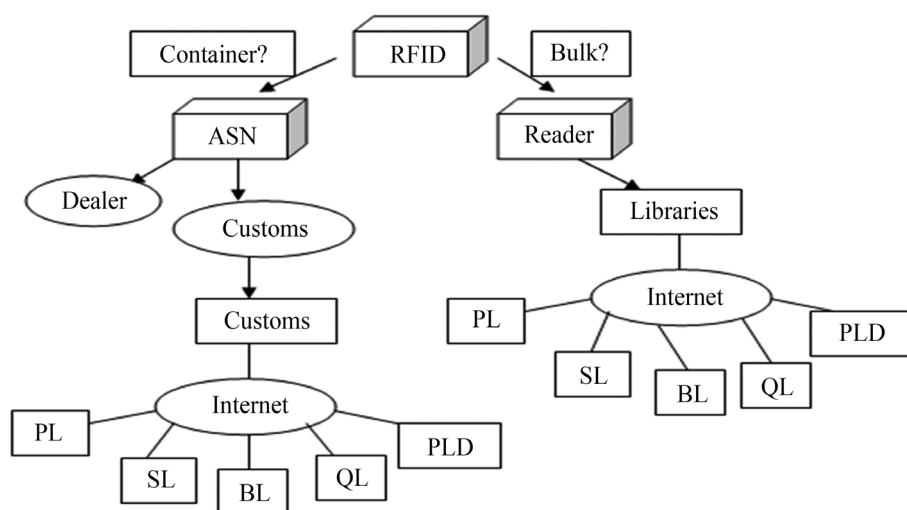 Container?
RFID
Bulk?
ASN
Reader
Dealer
Libraries
Customs
Internet
PL
PLD
Customs
SL
BL
QL
Internet
PL
PLD
SL
BL
QL